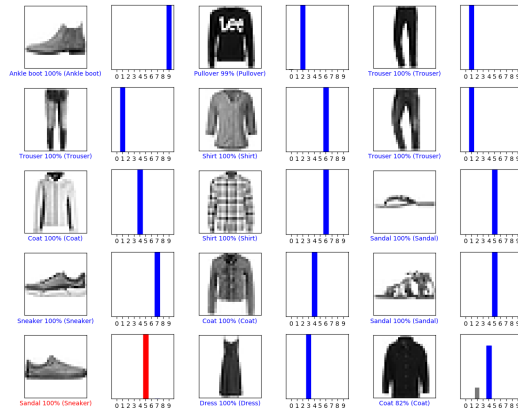 Lee
0 1 2 3 4 5 6 7 8 9
0 1 2 3 4 5 6 7 8 9
0 1 2 3 4 5 6 7 8 9
Ankle boot 100% (Ankle boot)
Pullover 99% (Pullover)
Trouser 100% (Trouser)
0 1 2 3 4 5 6 7 8 9
0 1 2 3 4 5 6 7 8 9
0 1 2 3 4 5 6 7 8 9
Trouser 100% (Trouser)
Shirt 100% (Shirt)
Trouser 100% (Trouser)
0 1 2 3 4 5 6 7 8 9
0 1 2 3 4 5 6 7 8 9
0 1 2 3 4 5 6 7 8 9
Coat 100% (Coat)
Shirt 100% (Shirt)
Sandal 100% (Sandal)
0 1 2 3 4 5 6 7 8 9
0 1 2 3 4 5 6 7 8 9
0 1 2 3 4 5 6 7 8 9
Sneaker 100% (Sneaker)
Coat 100% (Coat)
Sandal 100% (Sandal)
0 1 2 3 4 5 6 7 8 9
0 1 2 3 4 5 6 7 8 9
0 1 2 3 4 5 6 7 8 9
Sandal 100% (Sneaker)
Dress 100% (Dress)
Coat 82% (Coat)